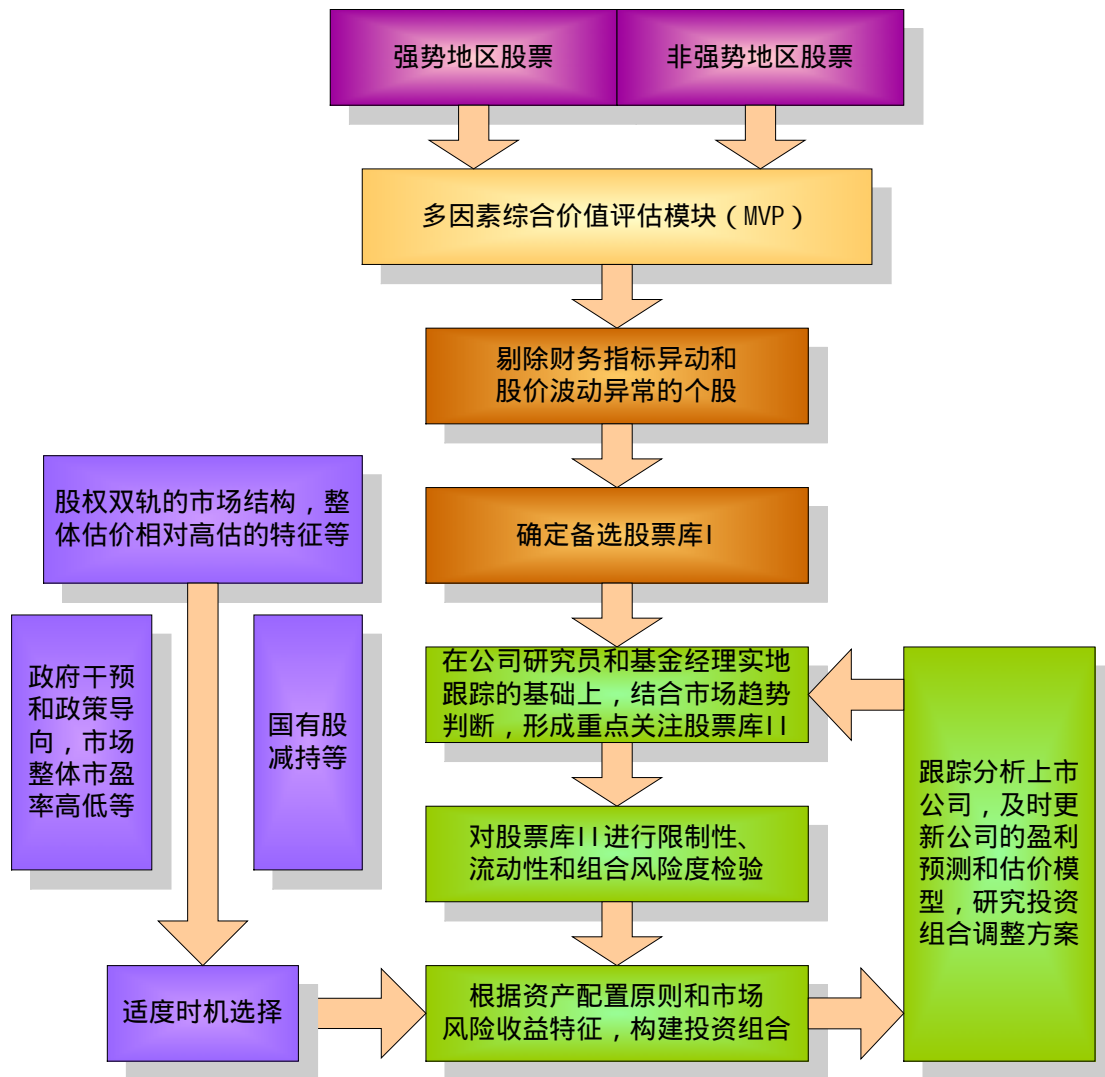 强势地区股票
非强势地区股票
多因素综合价值评估模块（MVP）
剔除财务指标异动和
股价波动异常的个股
确定备选股票库I
股权双轨的市场结构，整
体估价相对高估的特征等
政府干预
和政策导
向，市场
整体市盈
率高低等
国有股
减持等
适度时机选择
在公司研究员和基金经理实地
跟踪的基础上，结合市场趋势
判断，形成重点关注股票库II
对股票库II进行限制性、
流动性和组合风险度检验
根据资产配置原则和市场
风险收益特征，构建投资组合
跟踪分析上市
公司，及时更
新公司的盈利
预测和估价模
型，研究投资
组合调整方案